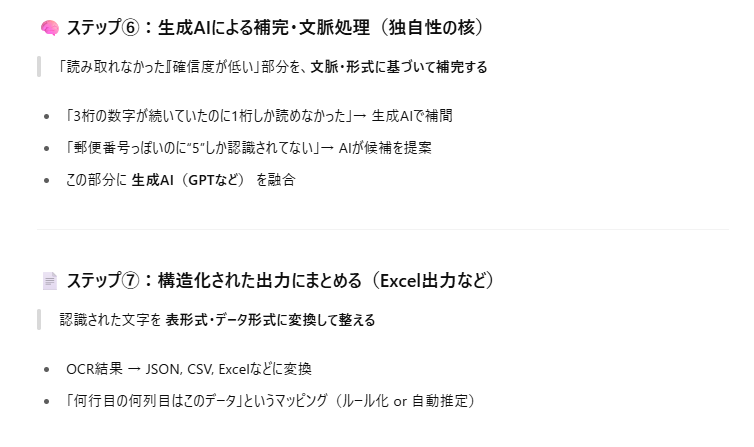 🧠 ステップ⑥:生成AIによる補完・文脈処理(独自性の核)
「読み取れなかった『確信度が低い」部分を、文脈・形式に基づいて補完する
• 「3桁の数字が続いていたのに1桁しか読めなかった」→ 生成AIで補間
• 「郵便番号っぽいのに“5”しか認識されてない」→ AIが候補を提案
• この部分に 生成AI(GPTなど) を融合
📄 ステップ⑦:構造化された出力にまとめる(Excel出力など)
認識された文字を 表形式・データ形式に変換して整える
• OCR結果 → JSON, CSV, Excelなどに変換
• 「何行目の何列目はこのデータ」というマッピング(ルール化 or 自動推定)